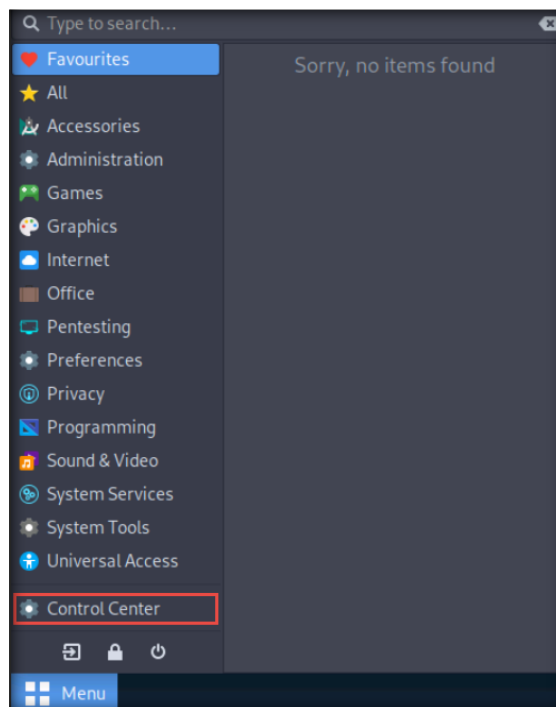 Type to search...
Favourites
Sorry, no items found
All
Accessories
Administration
Games
Graphics
Internet
Office
Pentesting
Preferences
Privacy
Programming
Sound & Video
System Services
System Tools
Universal Access
Control Center
Menu